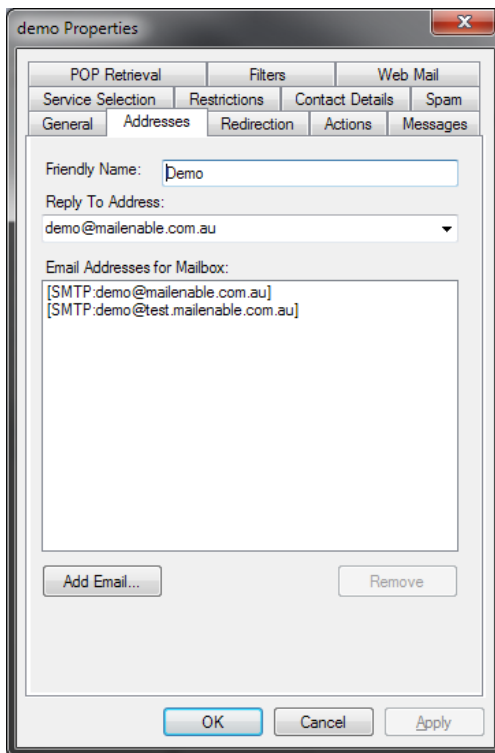 demo Properties
POP Retrieval Filters Web Mail
Service Selection Restrictions Contact Details Spam
General Addresses Redirection Actions Messages
Friendly Name: Demo
Reply To Address:
demo@mailenable.com.au
Email Addresses for Mailbox:
[SMTP:demo@mailenable.com.au]
[SMTP:demo@test.mailenable.com.au]
Add Email... Remove
OK Cancel Apply